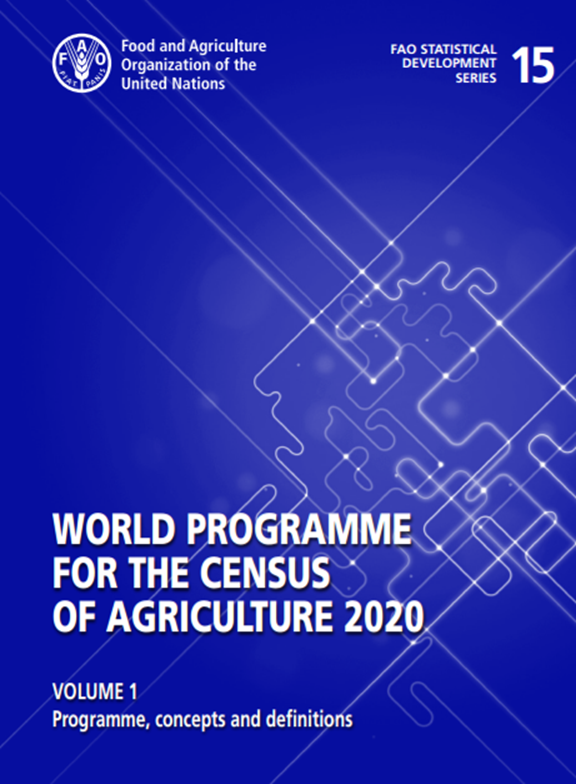 F A O
FIAT PANIS
Food and Agriculture
Organization of the
United Nations
FAO STATISTICAL
DEVELOPMENT
SERIES
15
WORLD PROGRAMME
FOR THE CENSUS
OF AGRICULTURE 2020
VOLUME 1
Programme, concepts and definitions